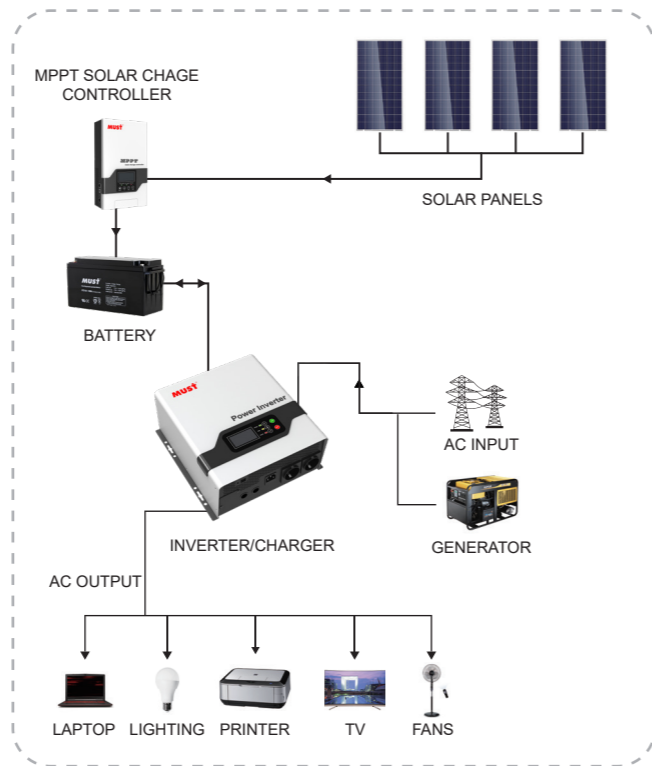 MPPT SOLAR CHAGE
CONTROLLER
MUST
MPPT
SOLAR PANELS
MUST
BATTERY
MUST
Power Inverter
AC INPUT
INVERTER/CHARGER
GENERATOR
AC OUTPUT
LAPTOP
LIGHTING
PRINTER
TV
FANS